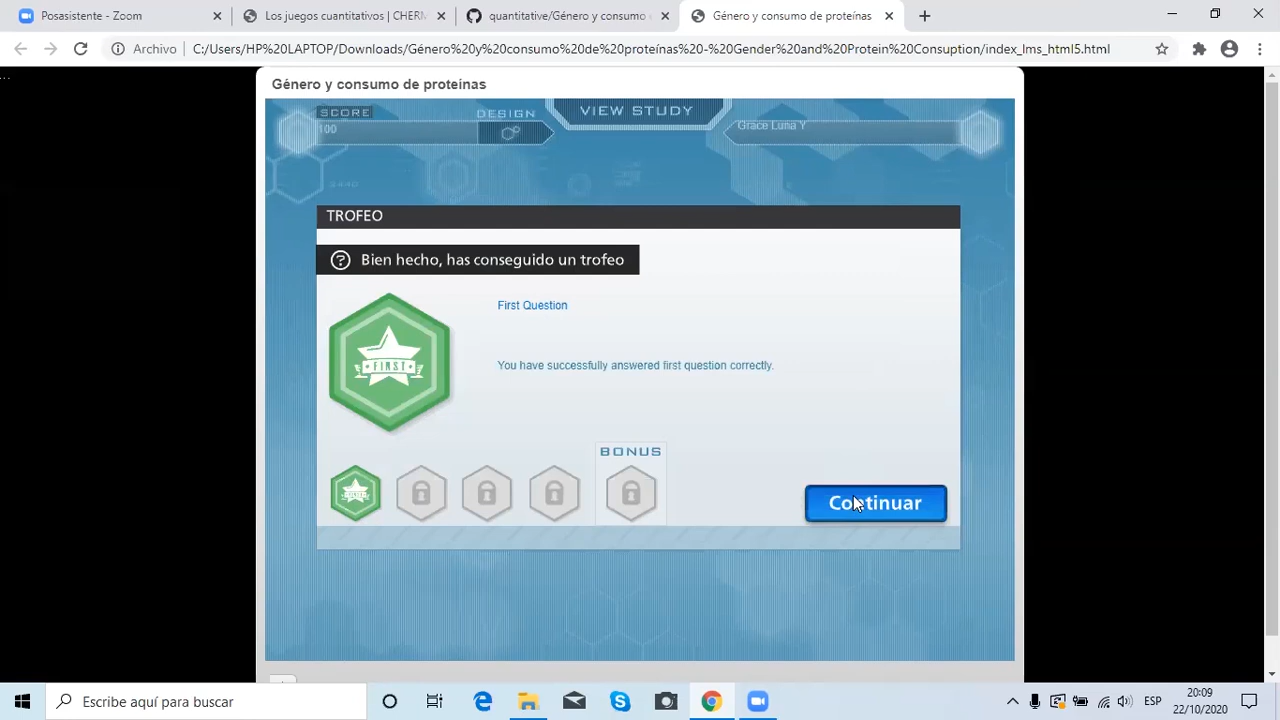 Posasistente - Zoom
Los juegos cuantitativos | CHERM
quantitative/Género y consumo
Género y consumo de proteínas
Archivo
C:/Users/HP%20LAPTOP/Downloads/Género%20y%20consumo%20de%20proteínas%20-%20Gender%20and%20Protein%20Consuption/index_lms_html5.html
...
Género y consumo de proteínas
SCORE
100
DESIGN
VIEW STUDY
Grace Luna Y
TROFEO
Bien hecho, has conseguido un trofeo
First Question
FIRST
You have successfully answered first question correctly.
BONUS
Continuar
Escribe aquí para buscar
ESP
20:09
22/10/2020